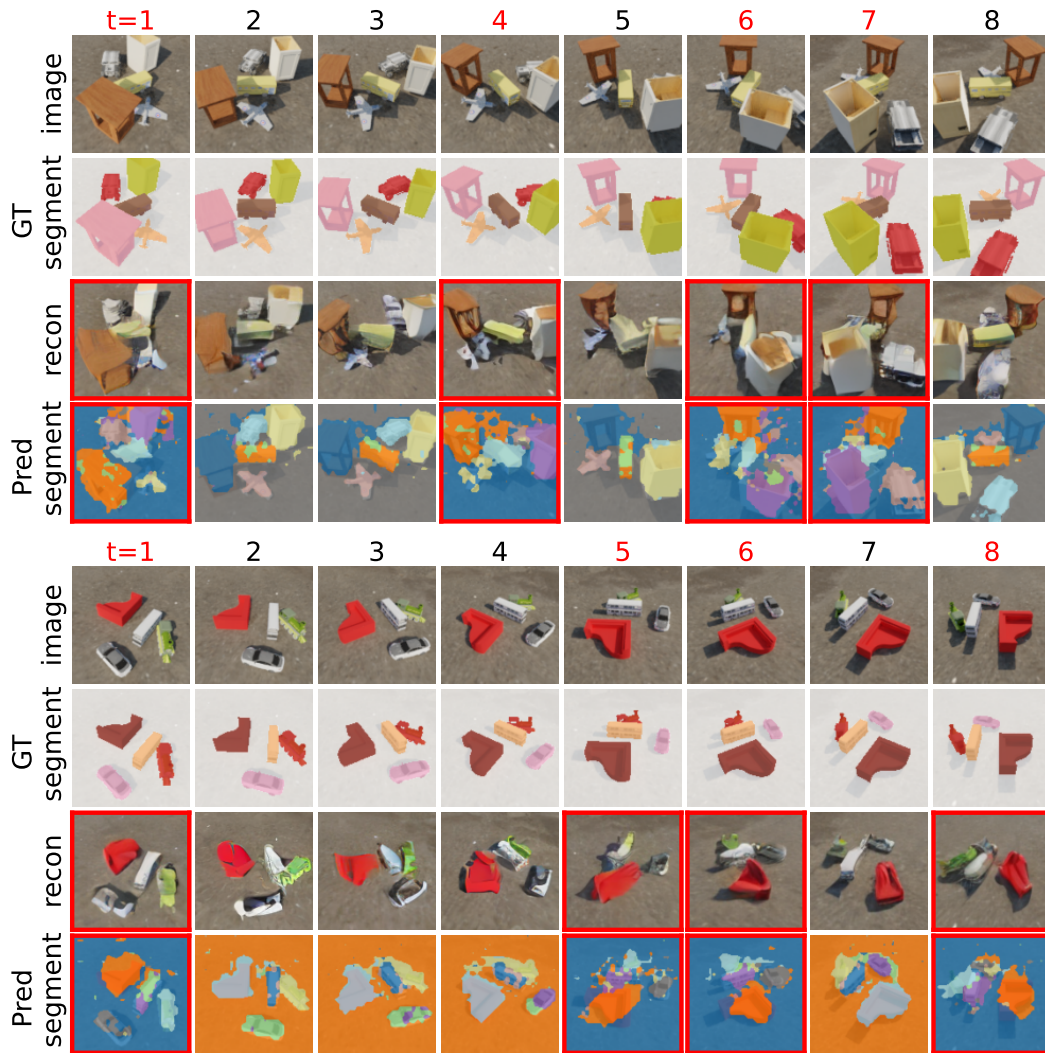 t=1 2 3 4 5 6 7 8
image
GT segment
recon
Pred segment
t=1 2 3 4 5 6 7 8
image
GT segment
recon
Pred segment